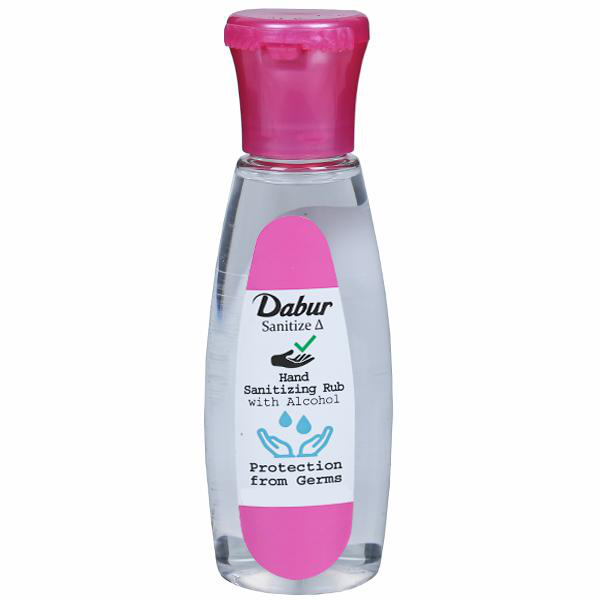 Dabur
Sanitize Δ
Hand
Sanitizing Rub
with Alcohol
Protection
from Germs